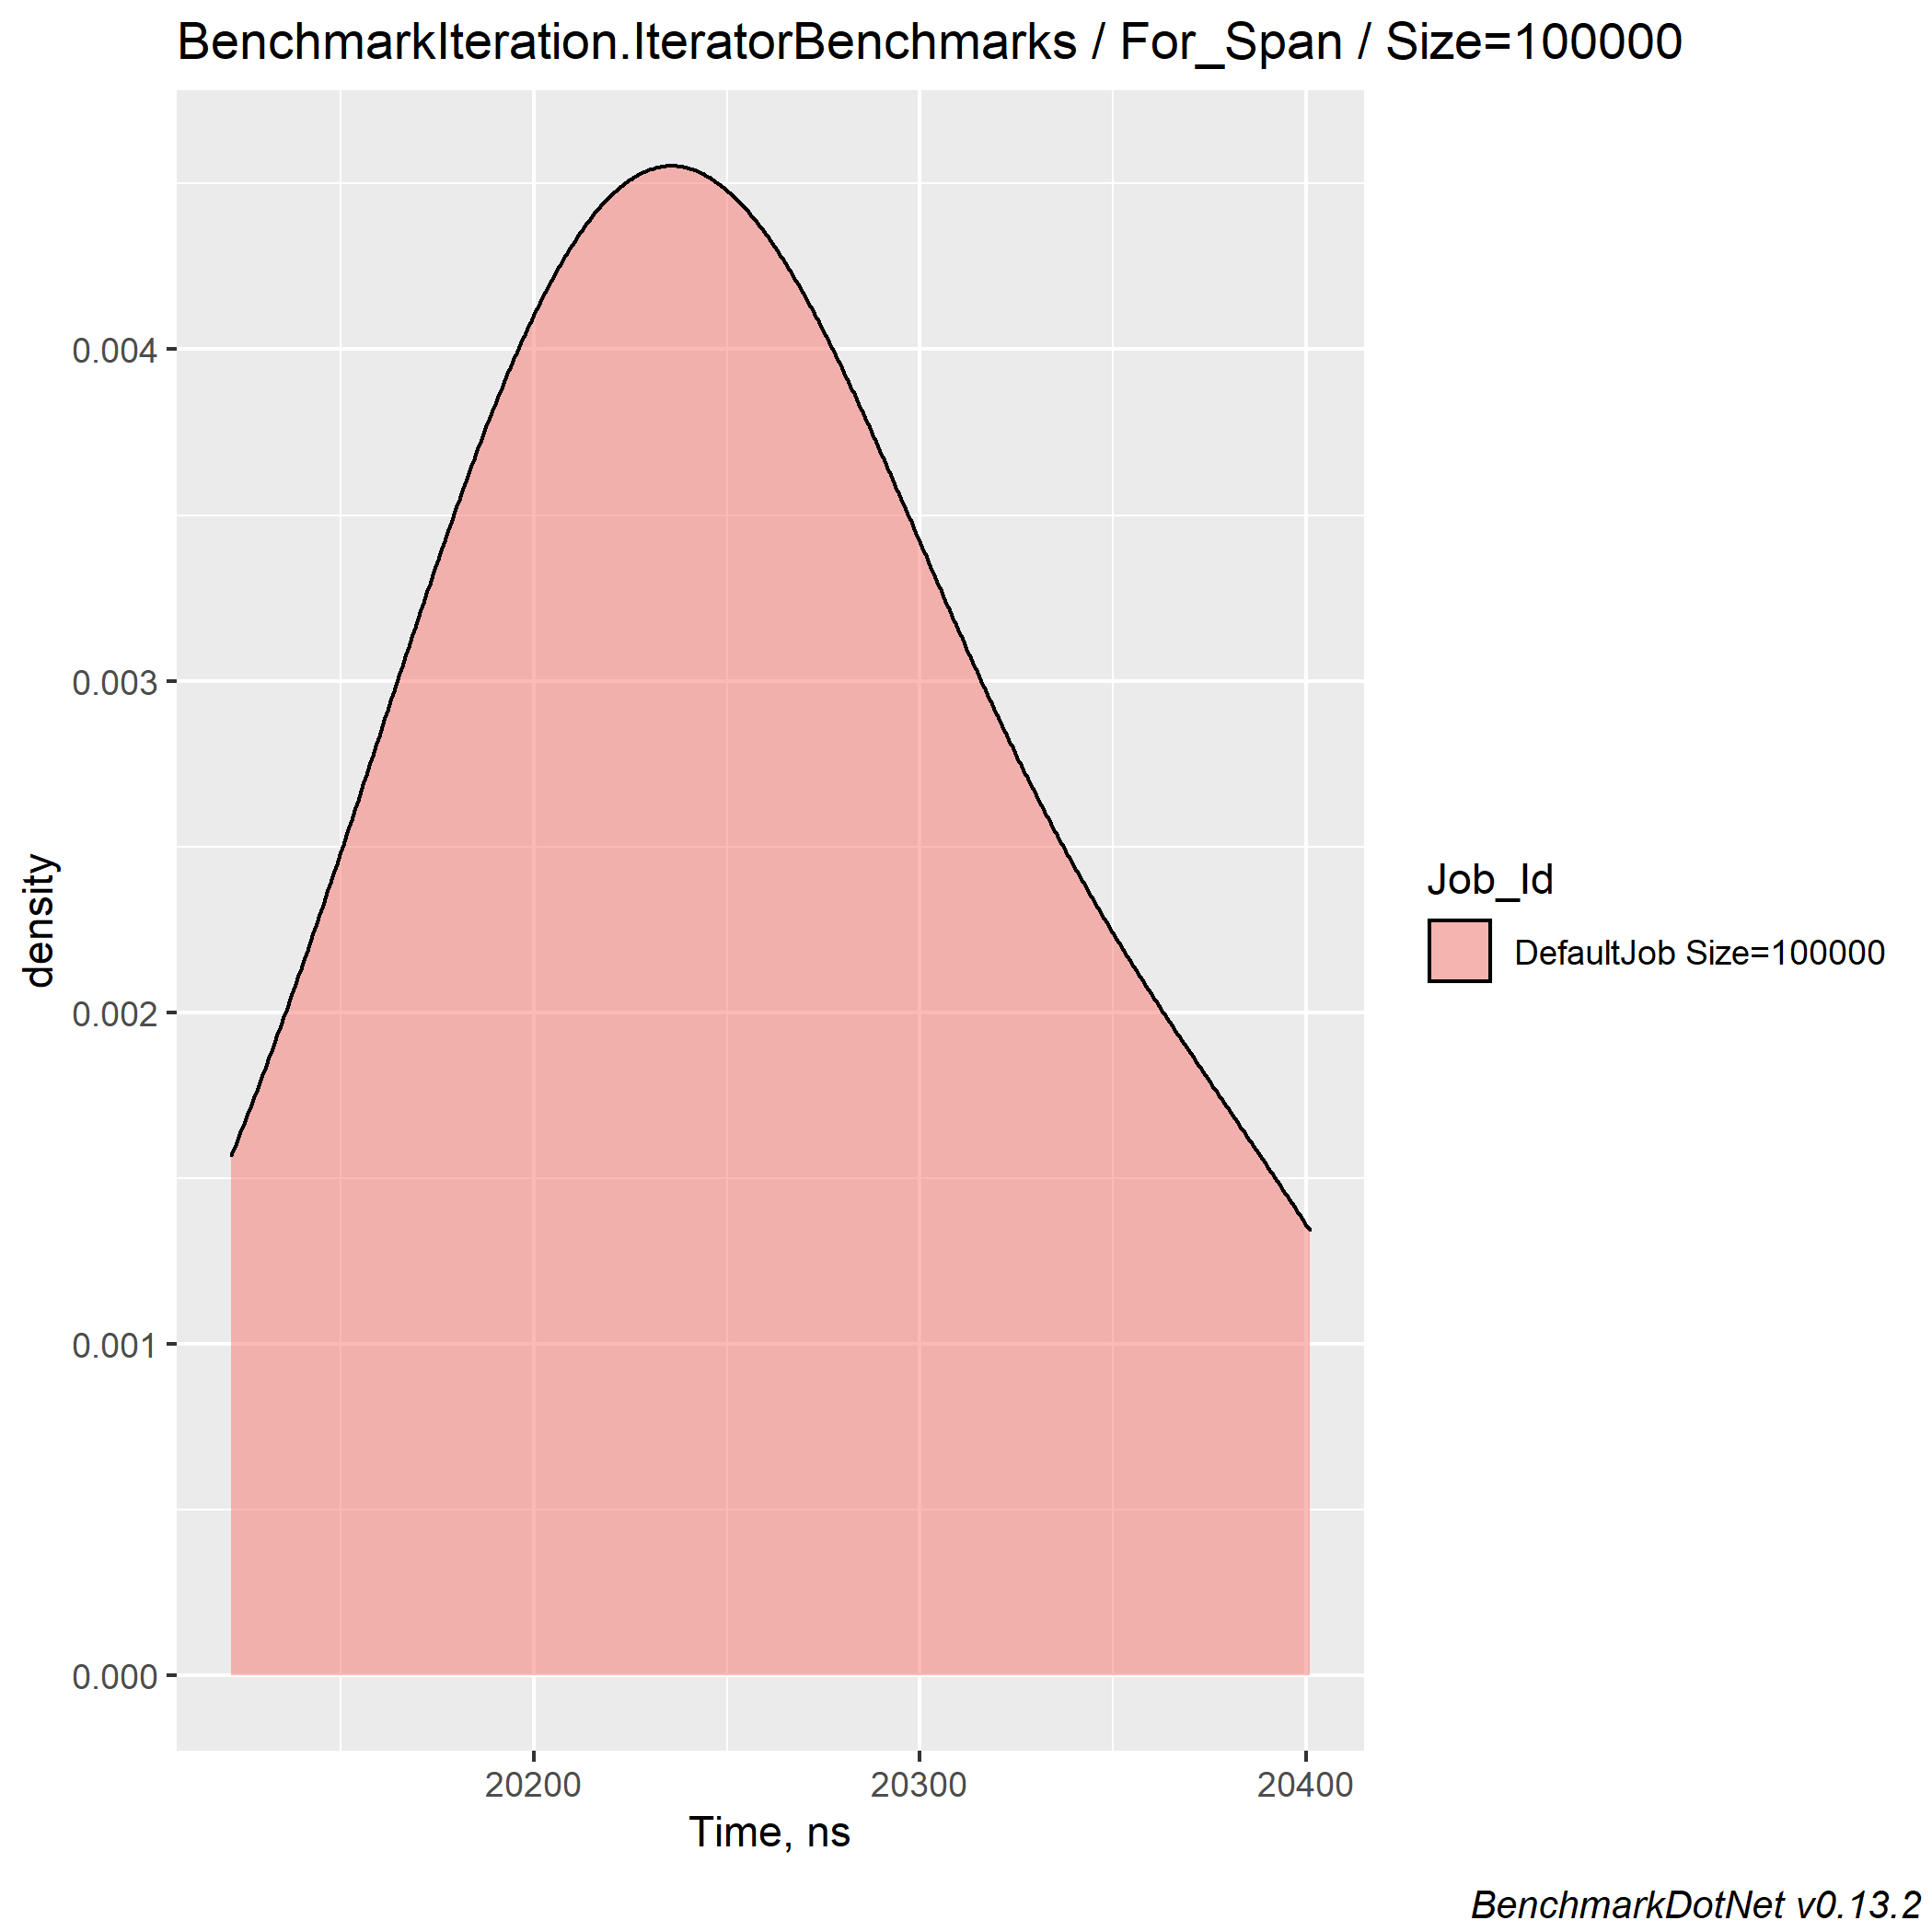 BenchmarkIteration.IteratorBenchmarks / For_Span / Size=100000
0.004
0.003
0.002
0.001
0.000
density
20200 20300 20400
Time, ns
Job_Id
DefaultJob Size=100000
BenchmarkDotNet v0.13.2